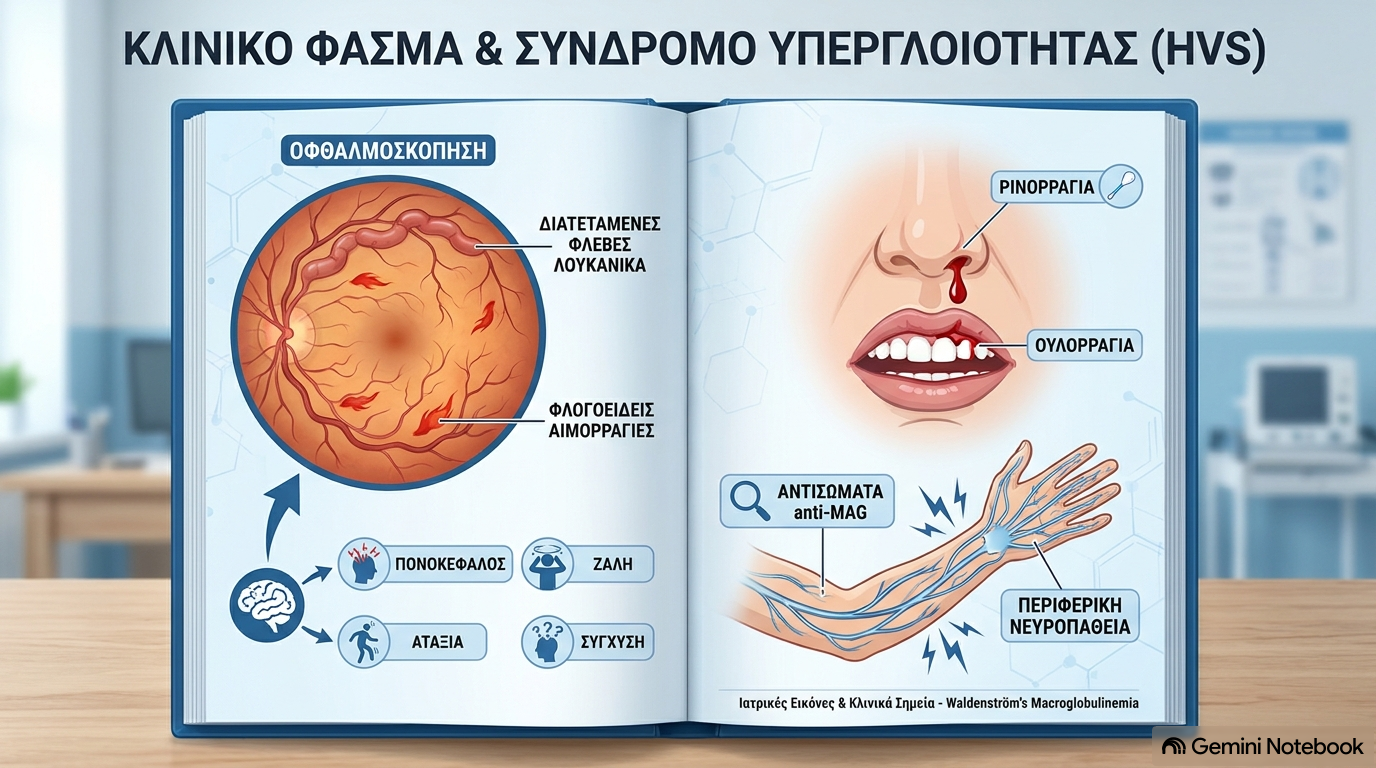 ΚΛΙΝΙΚΟ ΦΑΣΜΑ & ΣΥΝΔΡΟΜΟ ΥΠΕΡΓΛΟΙΟΤΗΤΑΣ (HVS)
ΟΦΘΑΛΜΟΣΚΟΠΗΣΗ
ΔΙΑΤΕΤΑΜΕΝΕΣ
ΦΛΕΒΕΣ
ΛΟΥΚΑΝΙΚΑ
ΦΛΟΓΟΕΙΔΕΙΣ
ΑΙΜΟΡΡΑΓΙΕΣ
ΠΟΝΟΚΕΦΑΛΟΣ
ΖΑΛΗ
ΑΤΑΞΙΑ
???
ΣΥΓΧΥΣΗ
ΡΙΝΟΡΡΑΓΙΑ
ΟΥΛΟΡΡΑΓΙΑ
ΑΝΤΙΣΩΜΑΤΑ
anti-MAG
ΠΕΡΙΦΕΡΙΚΗ
ΝΕΥΡΟΠΑΘΕΙΑ
Ιατρικές Εικόνες & Κλινικά Σημεία - Waldenström's Macroglobulinemia
Gemini Notebook